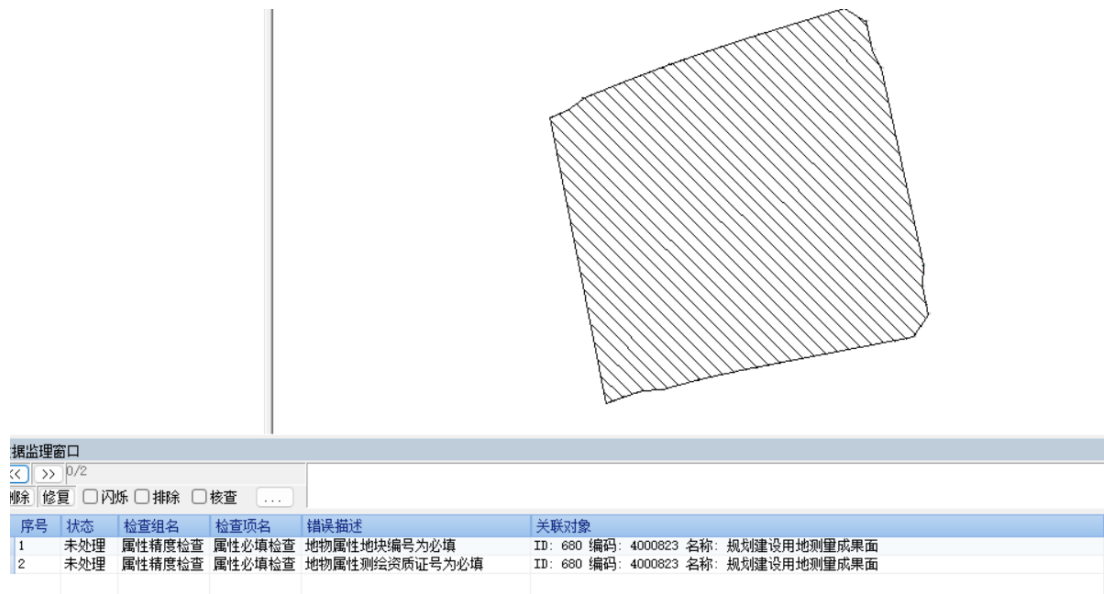 据监理窗口
<< >> 0/2
删除 修复 闪烁 排除 核查 ...
序号 状态 检查组名 检查项名 错误描述 关联对象
1 未处理 属性精度检查 属性必填检查 地物属性地块编号为必填 ID: 680 编码: 4000823 名称: 规划建设用地测量成果面
2 未处理 属性精度检查 属性必填检查 地物属性测绘资质证号为必填 ID: 680 编码: 4000823 名称: 规划建设用地测量成果面